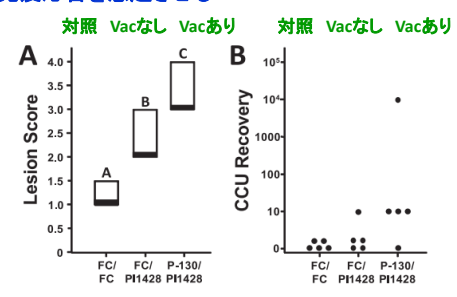 対照 Vacなし Vacあり 対照 Vacなし Vacあり
A B
Lesion Score
4.0
3.5
3.0
2.5
2.0
1.5
1.0
0.5
0
A
B
C
FC/
FC
FC/
PI1428
P-130/
PI1428
CCU Recovery
10⁵
10⁴
1000
100
10
0
FC/
FC
FC/
PI1428
P-130/
PI1428